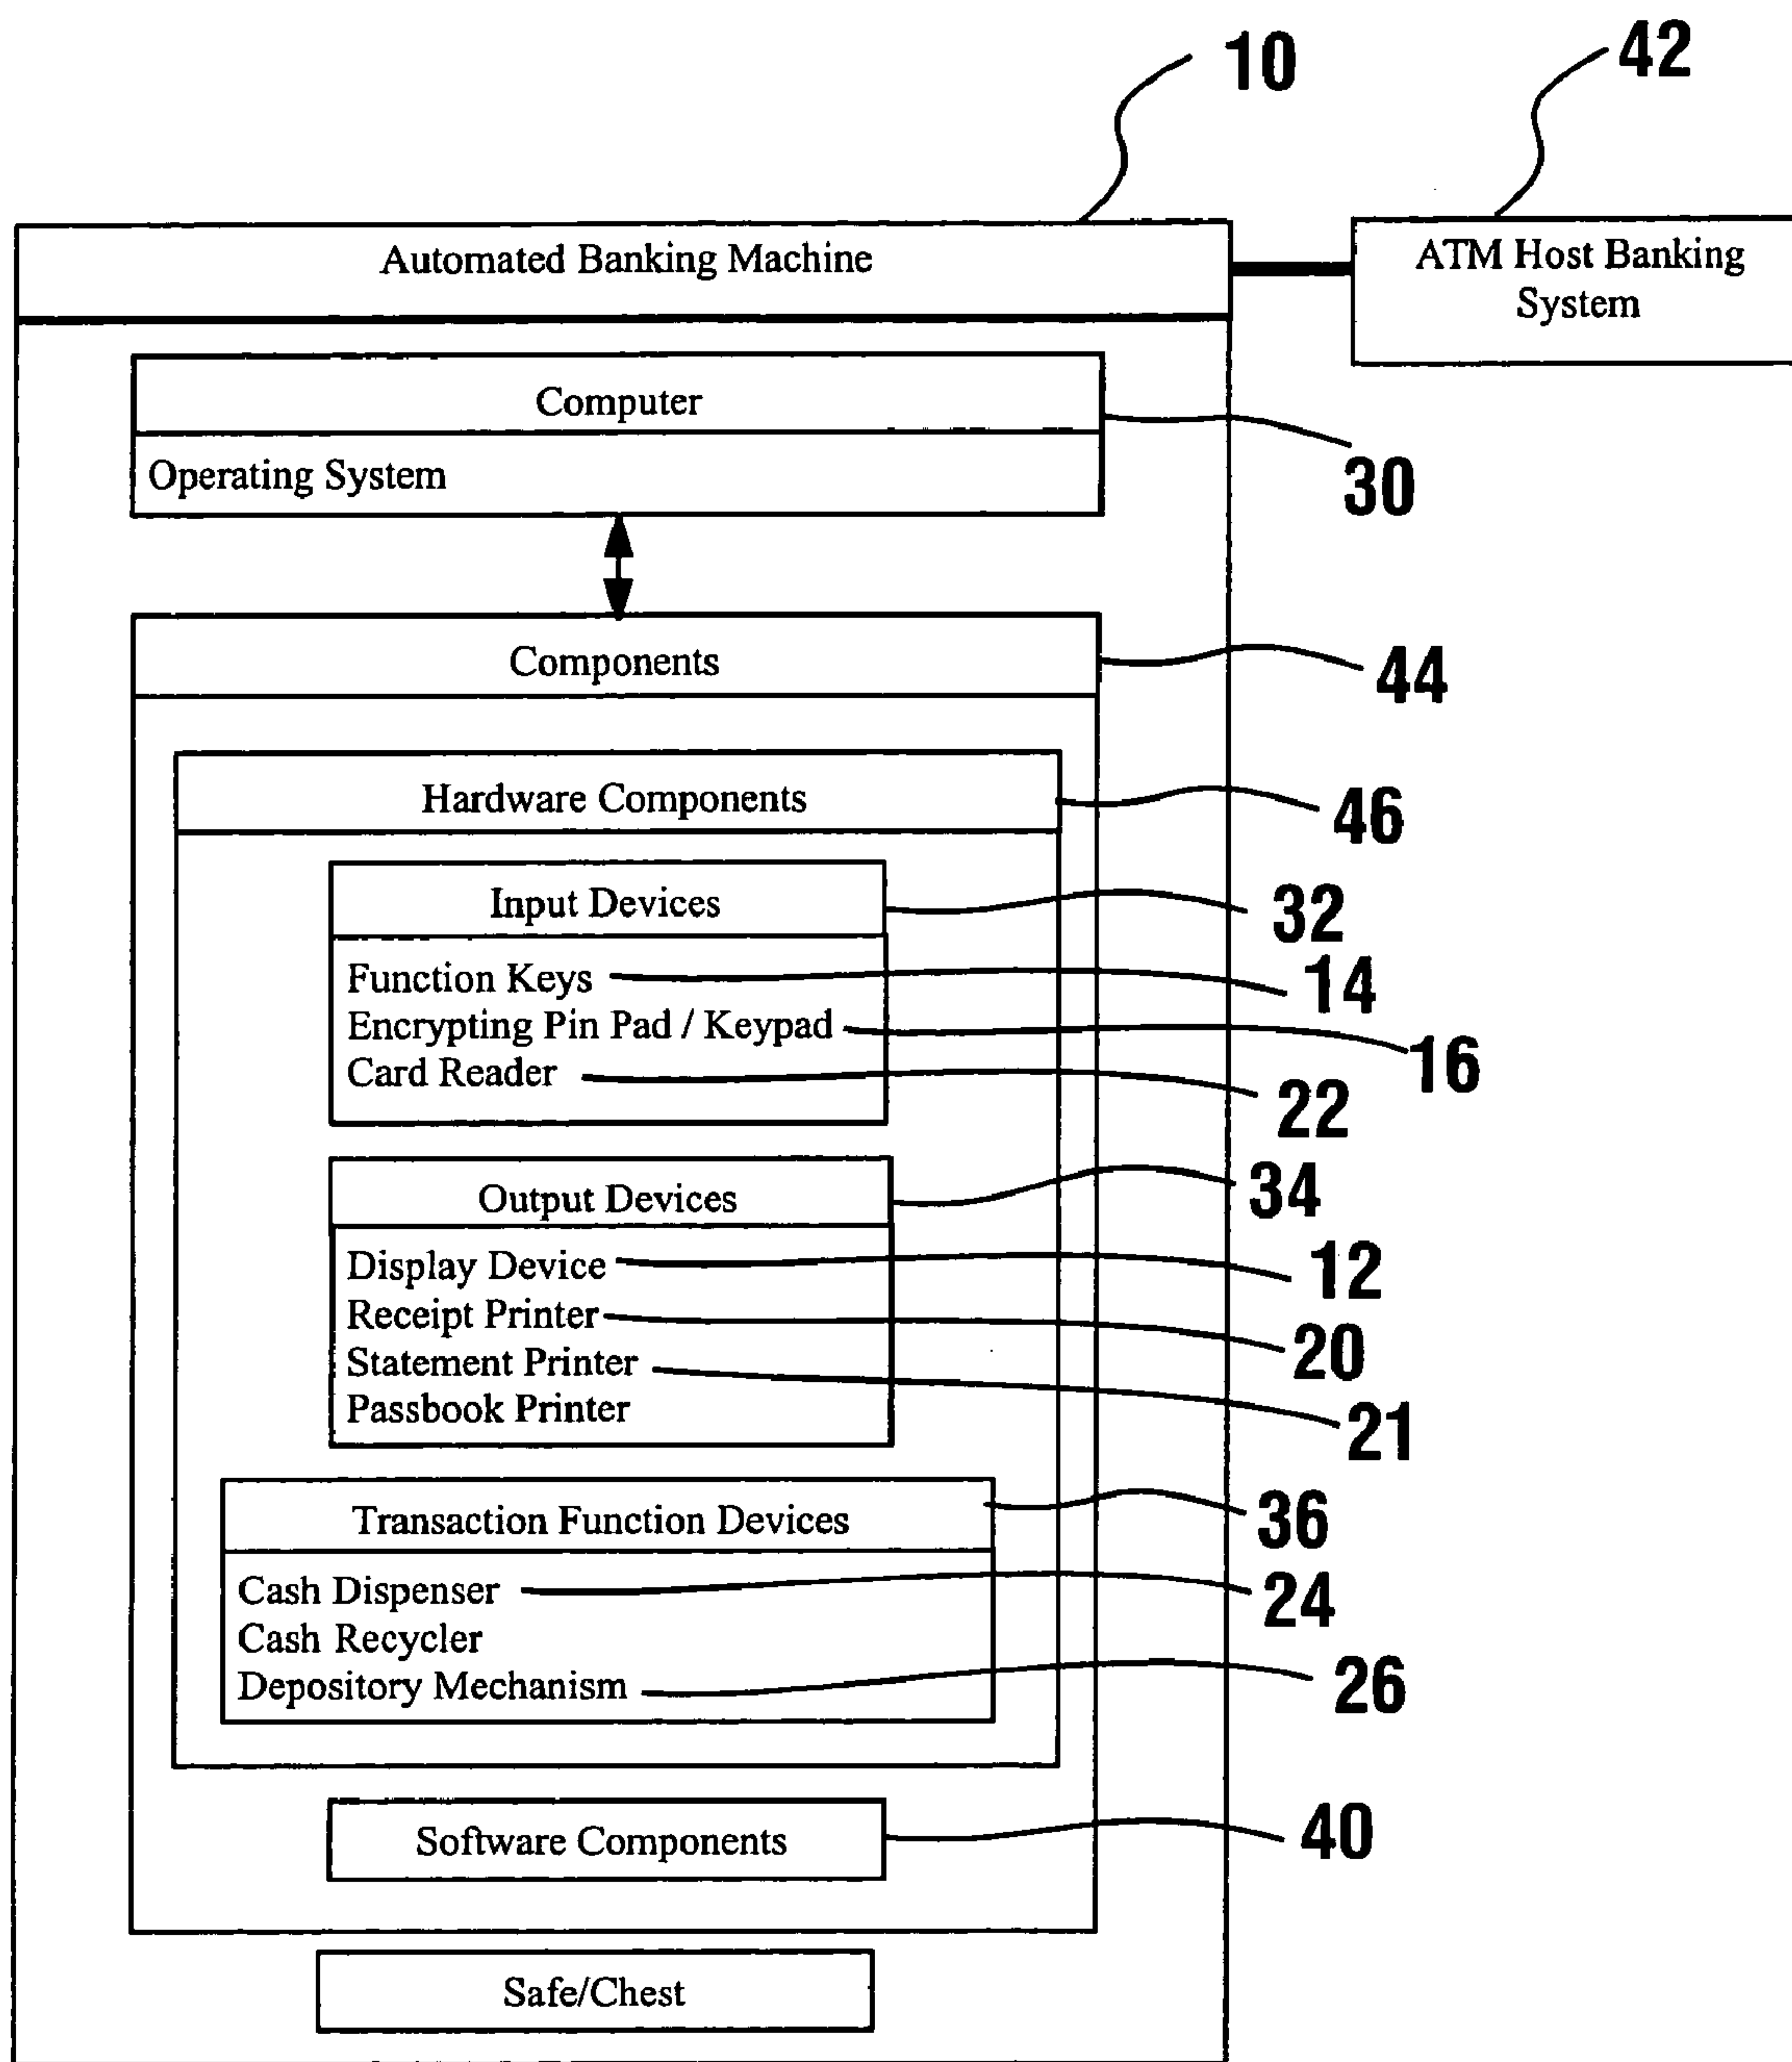 10
42
Automated Banking Machine
ATM Host Banking
System
Computer
30
Operating System
Components
44
Hardware Components
46
Input Devices
32
Function Keys
14
Encrypting Pin Pad / Keypad
16
Card Reader
22
Output Devices
34
Display Device
12
Receipt Printer
20
Statement Printer
21
Passbook Printer
Transaction Function Devices
36
Cash Dispenser
24
Cash Recycler
Depository Mechanism
26
Software Components
40
Safe/Chest